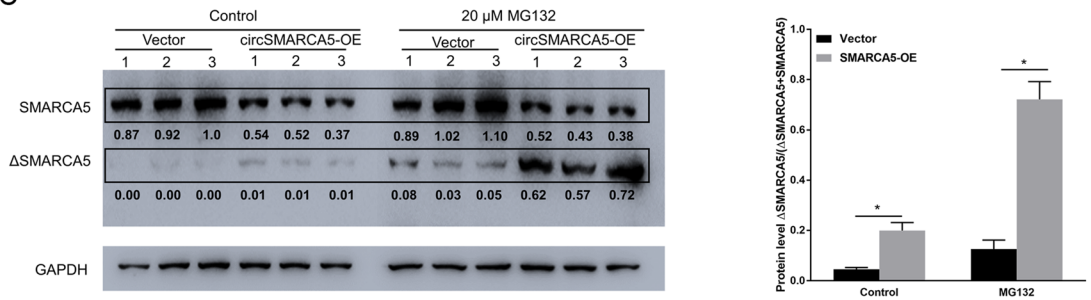 Control 20 μM MG132
Vector circSMARCA5-OE Vector circSMARCA5-OE
1 2 3 1 2 3 1 2 3 1 2 3
SMARCA5
0.87 0.92 1.0 0.54 0.52 0.37 0.89 1.02 1.10 0.52 0.43 0.38
ΔSMARCA5
0.00 0.00 0.00 0.01 0.01 0.01 0.08 0.03 0.05 0.62 0.57 0.72
GAPDH
Protein level ΔSMARCA5/(ΔSMARCA5+SMARCA5)
1.0
0.8
0.6
0.4
0.2
0.0
Vector
SMARCA5-OE
*
*
Control MG132